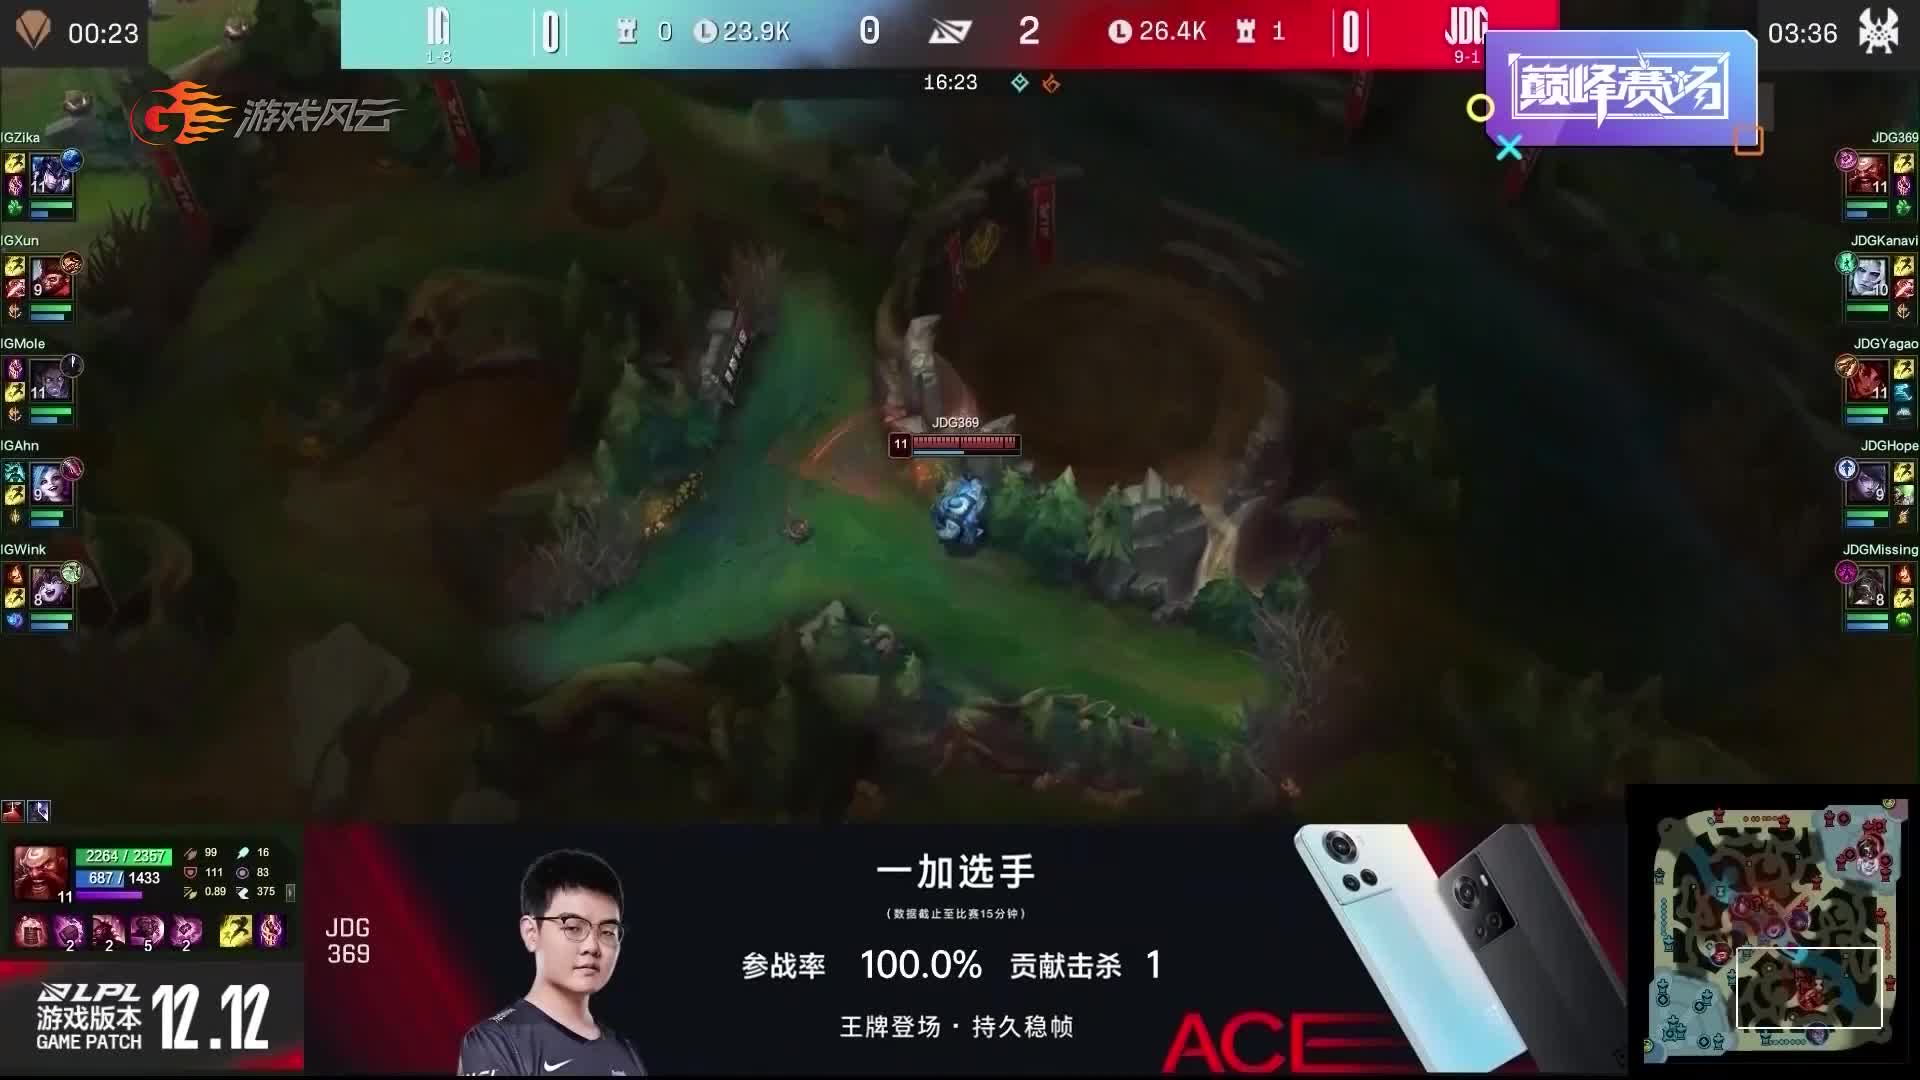 00:23
IG
1-8
0
0
23.9K
0
2
26.4K
1
0
JDG
9-1
03:36
16:23
游戏风云
巅峰赛场
IGZika
11
IGXun
9
IGMole
11
IGAhn
9
IGWink
8
JDG369
11
JDGKanavi
10
JDGYagao
11
JDGHope
9
JDGMissing
8
JDG369
11
2264 / 2357
687 / 1433
11
99
16
111
83
0.89
375
2
2
5
2
LPL
游戏版本
GAME PATCH
12.12
JDG
369
一加选手
(数据截止至比赛15分钟)
参战率 100.0% 贡献击杀 1
王牌登场·持久稳帧
ACE